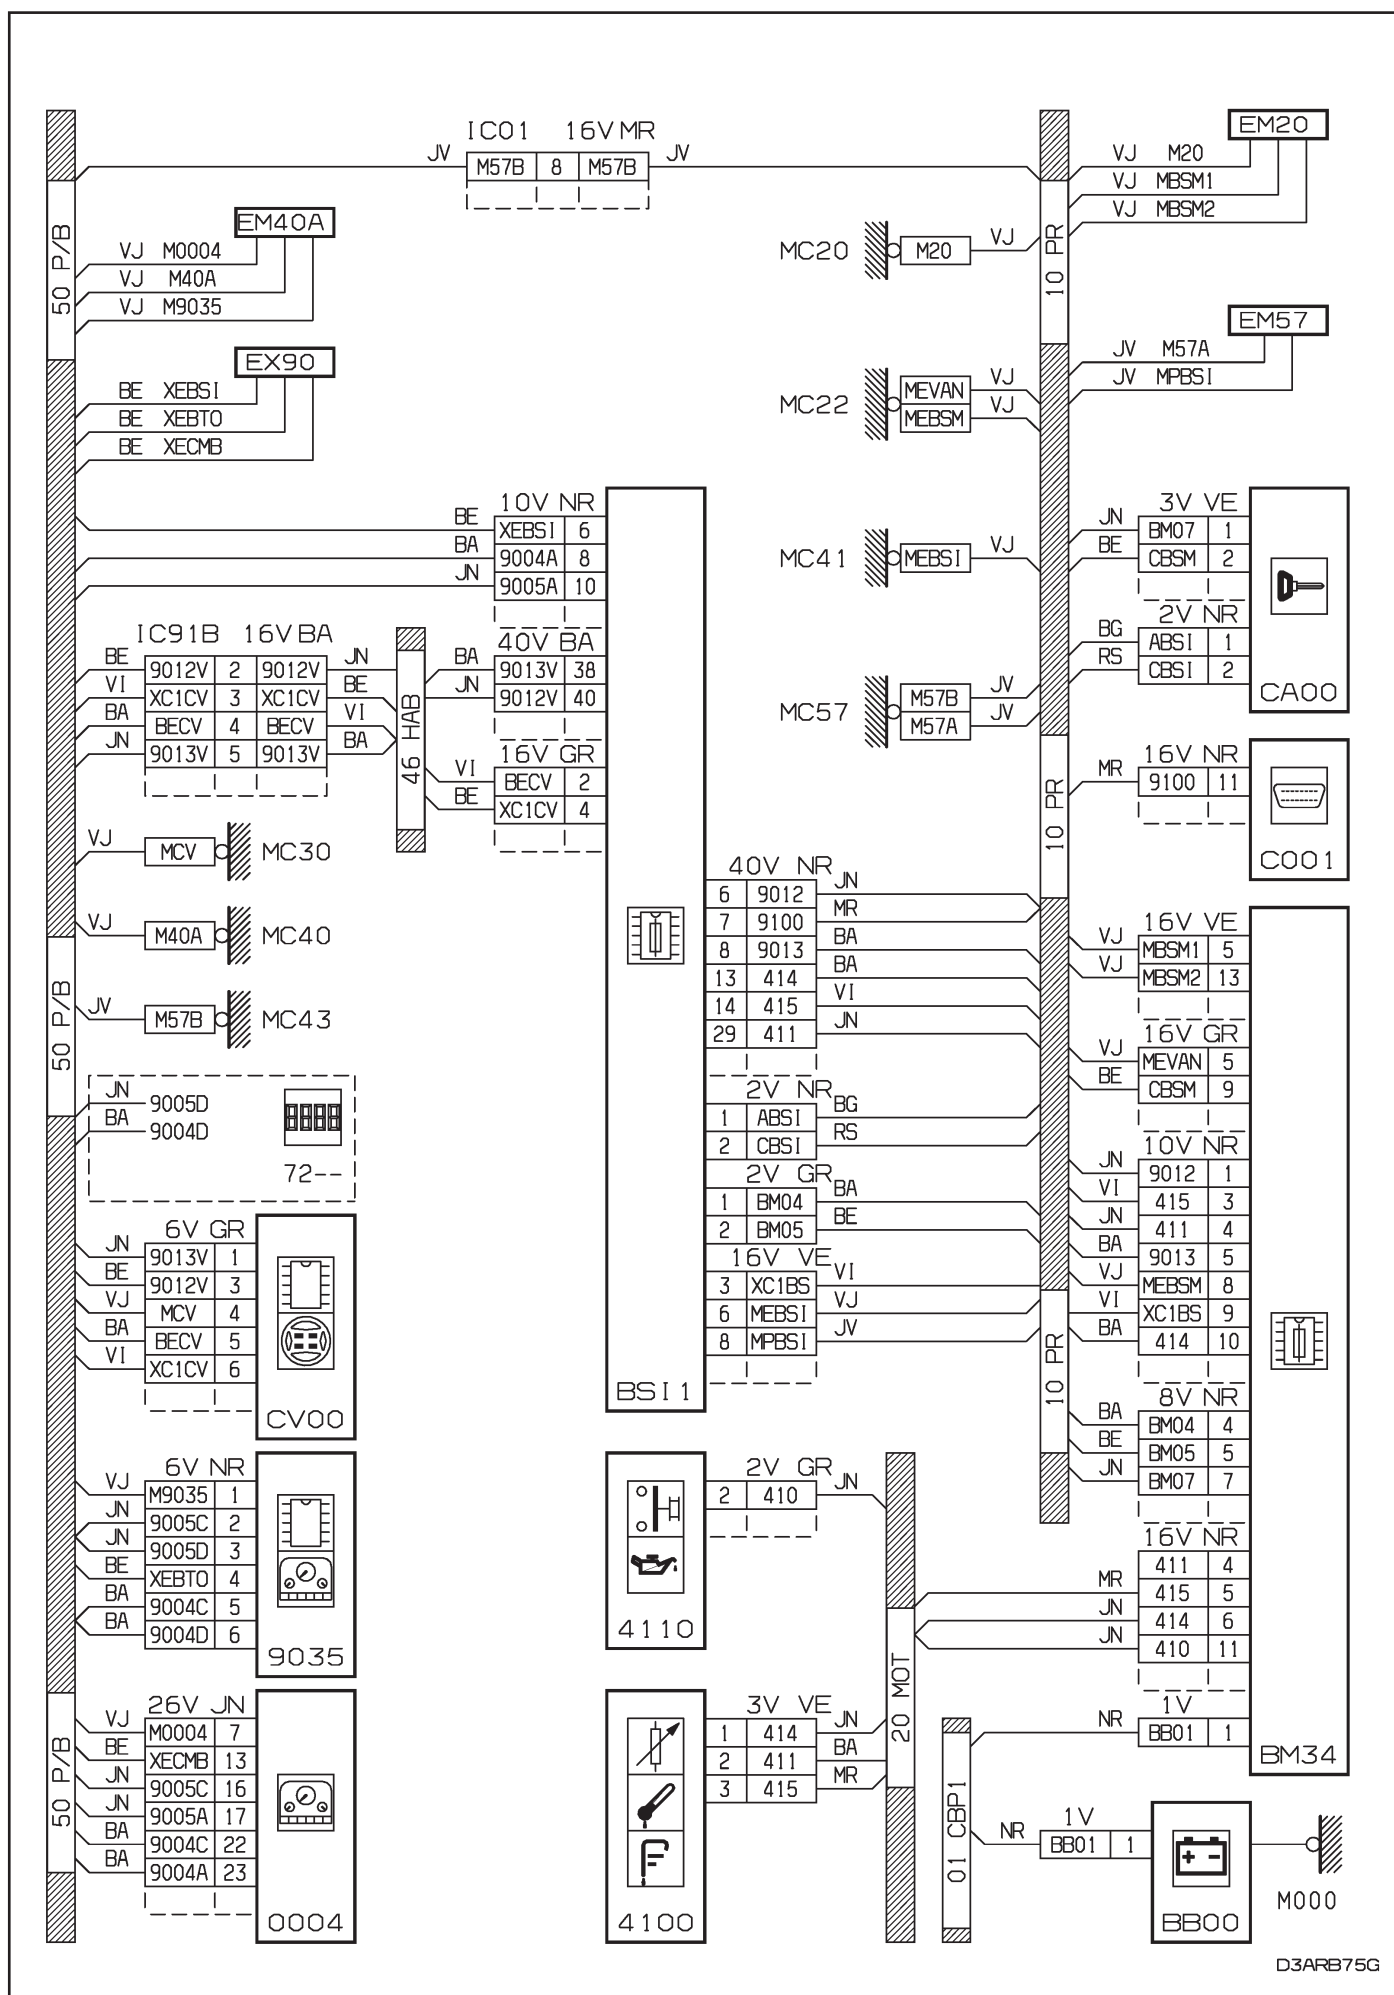 IC01 16V MR
JV M57B 8 M57B JV
EM20
VJ M20
VJ MBSM1
VJ MBSM2
50 P/B
EM40A
VJ M0004
VJ M40A
VJ M9035
MC20 M20 VJ
10 PR
EM57
JV M57A
JV MPBSI
EX90
BE XEBSI
BE XEBTO
BE XECMB
MC22 MEVAN VJ
MEBSM VJ
10V NR
BE XEBSI 6
BA 9004A 8
JN 9005A 10
MC41 MEBSI VJ
3V VE
JN BM07 1
BE CBSM 2
2V NR
BG ABSI 1
RS CBSI 2
CA00
IC91B 16V BA
BE 9012V 2 9012V JN
VI XC1CV 3 XC1CV BE
BA BECV 4 BECV VI
JN 9013V 5 9013V BA
46 HAB
40V BA
BA 9013V 38
JN 9012V 40
16V GR
VI BECV 2
BE XC1CV 4
MC57 M57B JV
M57A JV
10 PR
16V NR
MR 9100 11
C001
VJ MCV MC30
VJ M40A MC40
50 P/B
JV M57B MC43
JN 9005D
BA 9004D
72--
40V NR
6 9012 JN
7 9100 MR
8 9013 BA
13 414 BA
14 415 VI
29 411 JN
2V NR
1 ABSI BG
2 CBSI RS
2V GR
1 BM04 BA
2 BM05 BE
16V VE
3 XC1BS VI
6 MEBSI VJ
8 MPBSI JV
BSI1
10 PR
16V VE
VJ MBSM1 5
VJ MBSM2 13
16V GR
VJ MEVAN 5
BE CBSM 9
10V NR
JN 9012 1
VI 415 3
JN 411 4
BA 9013 5
VJ MEBSM 8
VI XC1BS 9
BA 414 10
8V NR
BA BM04 4
BE BM05 5
JN BM07 7
16V NR
411 4
MR 415 5
JN 414 6
JN 410 11
1V
NR BB01 1
BM34
6V GR
JN 9013V 1
BE 9012V 3
VJ MCV 4
BA BECV 5
VI XC1CV 6
CV00
6V NR
VJ M9035 1
JN 9005C 2
JN 9005D 3
BE XEBTO 4
BA 9004C 5
BA 9004D 6
9035
50 P/B
26V JN
VJ M0004 7
BE XECMB 13
JN 9005C 16
JN 9005A 17
BA 9004C 22
BA 9004A 23
0004
2V GR
2 410 JN
4110
20 MOT
3V VE
1 414 JN
2 411 BA
3 415 MR
4100
01 CBP1
1V
NR BB01 1
BB00
M000
D3ARB75G